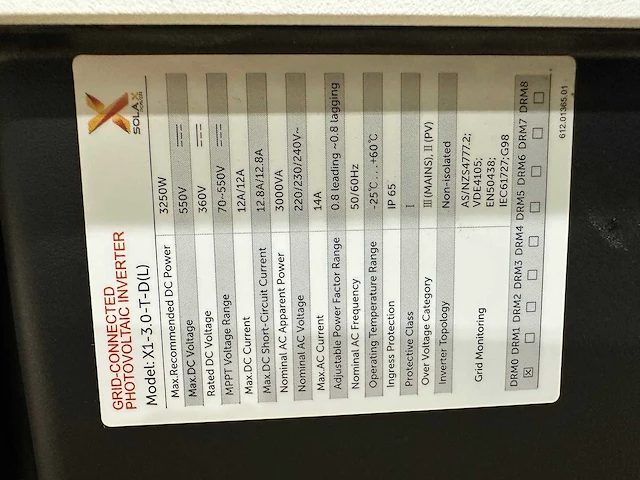 SOLAX
POWER
GRID-CONNECTED
PHOTOVOLTAIC INVERTER
Model: X1-3.0-T-D(L)
Max.Recommended DC Power 3250W
Max.DC Voltage 550V
Rated DC Voltage 360V
MPPT Voltage Range 70~550V
Max.DC Current 12A/12A
Max.DC Short-Circuit Current 12.8A/12.8A
Nominal AC Apparent Power 3000VA
Nominal AC Voltage 220/230/240V~
Max.AC Current 14A
Adjustable Power Factor Range 0.8 leading ~0.8 lagging
Nominal AC Frequency 50/60Hz
Operating Temperature Range -25℃...+60℃
Ingress Protection IP 65
Protective Class I
Over Voltage Category III (MAINS), II (PV)
Inverter Topology Non-isolated
Grid Monitoring AS/NZS4777.2;
VDE4105;
EN50438;
IEC61727;G98
DRM0 DRM1 DRM2 DRM3 DRM4 DRM5 DRM6 DRM7 DRM8
☒ ☐ ☐ ☐ ☐ ☐ ☐ ☐ ☐
612.01365.01